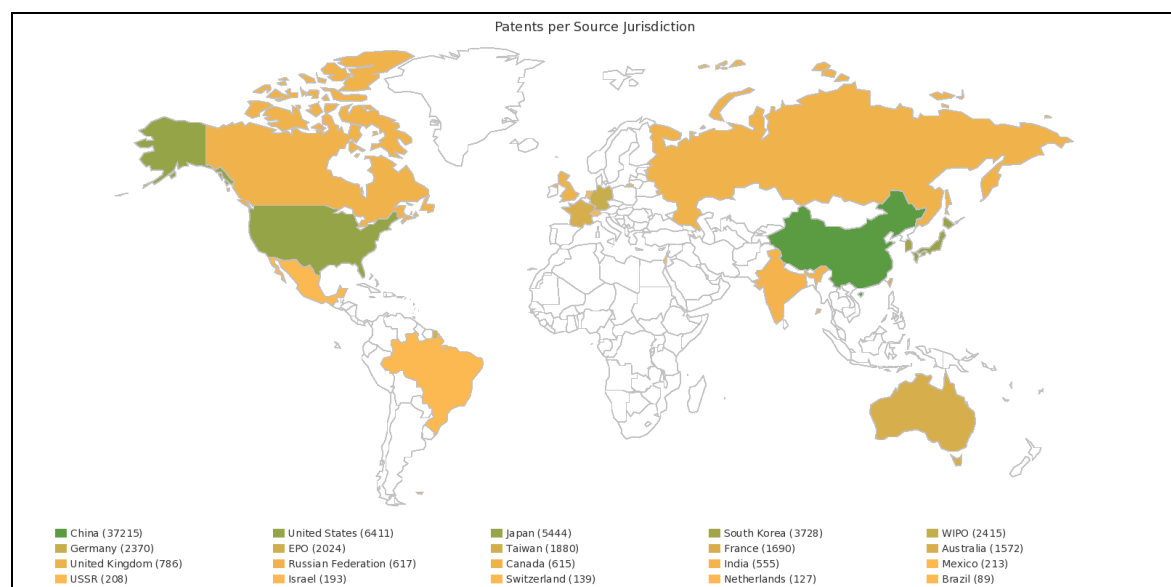 Patents per Source Jurisdiction
China (37215) United States (6411) Japan (5444) South Korea (3728) WIPO (2415)
Germany (2370) EPO (2024) Taiwan (1880) France (1690) Australia (1572)
United Kingdom (786) Russian Federation (617) Canada (615) India (555) Mexico (213)
USSR (208) Israel (193) Switzerland (139) Netherlands (127) Brazil (89)